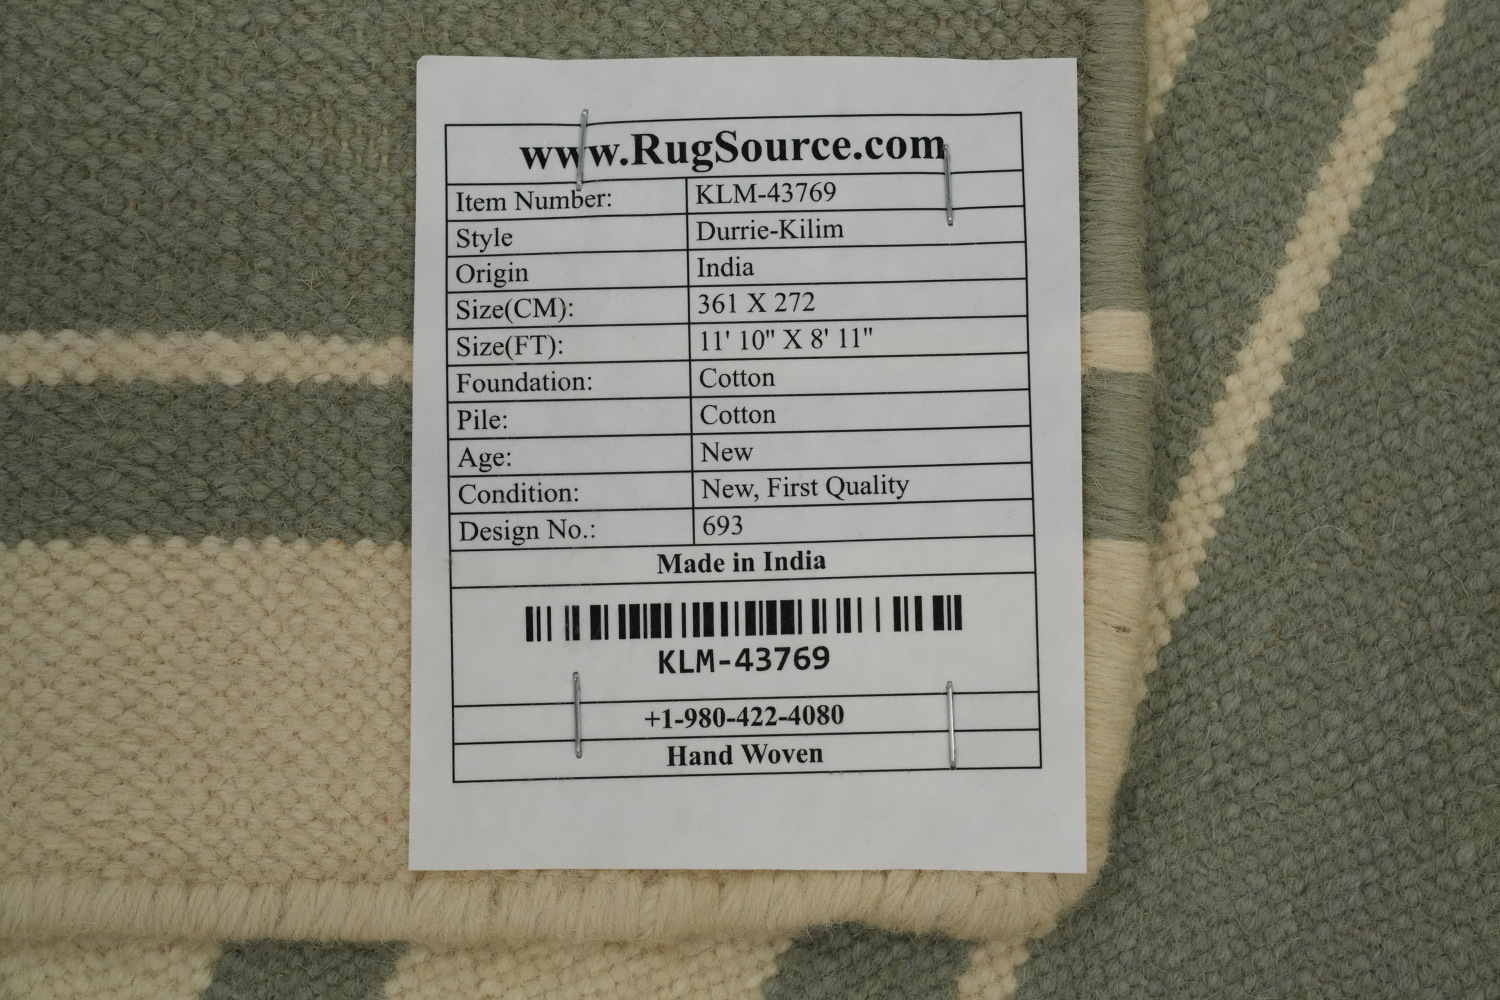 www.RugSource.com
Item Number: KLM-43769
Style Durrie-Kilim
Origin India
Size(CM): 361 X 272
Size(FT): 11' 10" X 8' 11"
Foundation: Cotton
Pile: Cotton
Age: New
Condition: New, First Quality
Design No.: 693
Made in India
KLM-43769
+1-980-422-4080
Hand Woven